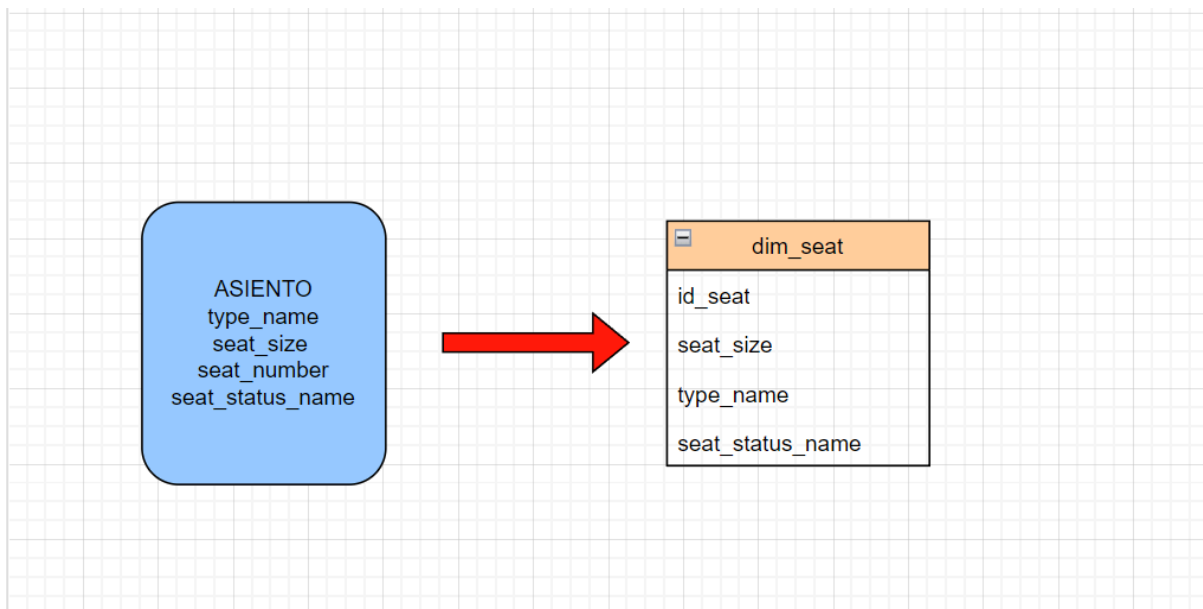 ASIENTO
type_name
seat_size
seat_number
seat_status_name
dim_seat
id_seat
seat_size
type_name
seat_status_name